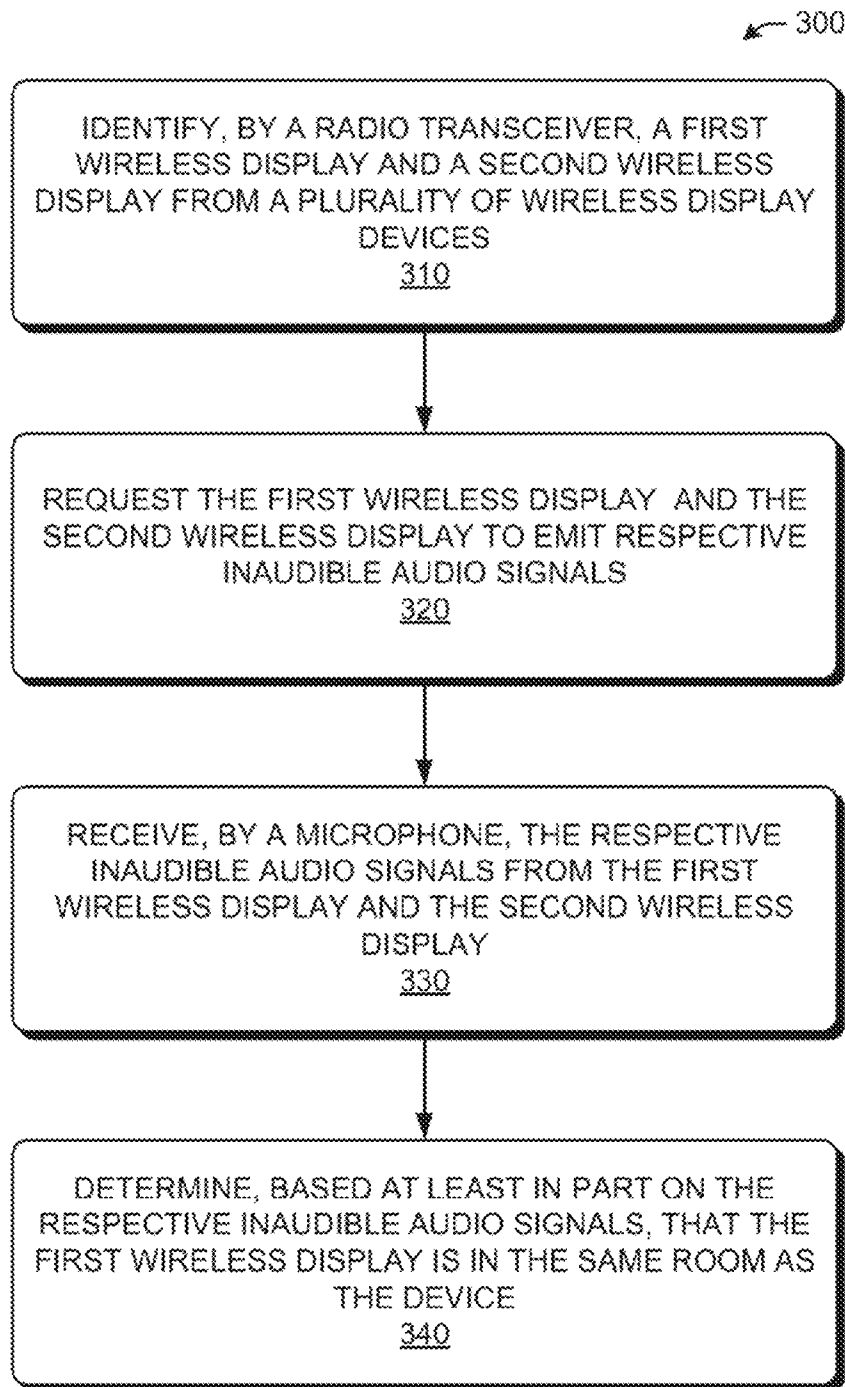 300
IDENTIFY, BY A RADIO TRANSCEIVER, A FIRST
WIRELESS DISPLAY AND A SECOND WIRELESS
DISPLAY FROM A PLURALITY OF WIRELESS DISPLAY
DEVICES
310
REQUEST THE FIRST WIRELESS DISPLAY AND THE
SECOND WIRELESS DISPLAY TO EMIT RESPECTIVE
INAUDIBLE AUDIO SIGNALS
320
RECEIVE, BY A MICROPHONE, THE RESPECTIVE
INAUDIBLE AUDIO SIGNALS FROM THE FIRST
WIRELESS DISPLAY AND THE SECOND WIRELESS
DISPLAY
330
DETERMINE, BASED AT LEAST IN PART ON THE
RESPECTIVE INAUDIBLE AUDIO SIGNALS, THAT THE
FIRST WIRELESS DISPLAY IS IN THE SAME ROOM AS
THE DEVICE
340